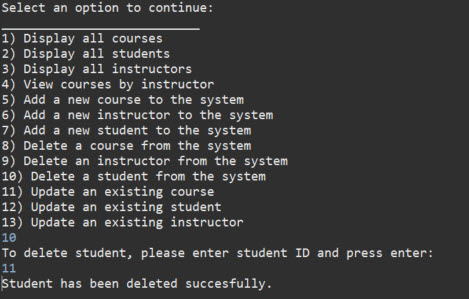 Select an option to continue:
___________________________
1) Display all courses
2) Display all students
3) Display all instructors
4) View courses by instructor
5) Add a new course to the system
6) Add a new instructor to the system
7) Add a new student to the system
8) Delete a course from the system
9) Delete an instructor from the system
10) Delete a student from the system
11) Update an existing course
12) Update an existing student
13) Update an existing instructor
10
To delete student, please enter student ID and press enter:
11
Student has been deleted succesfully.